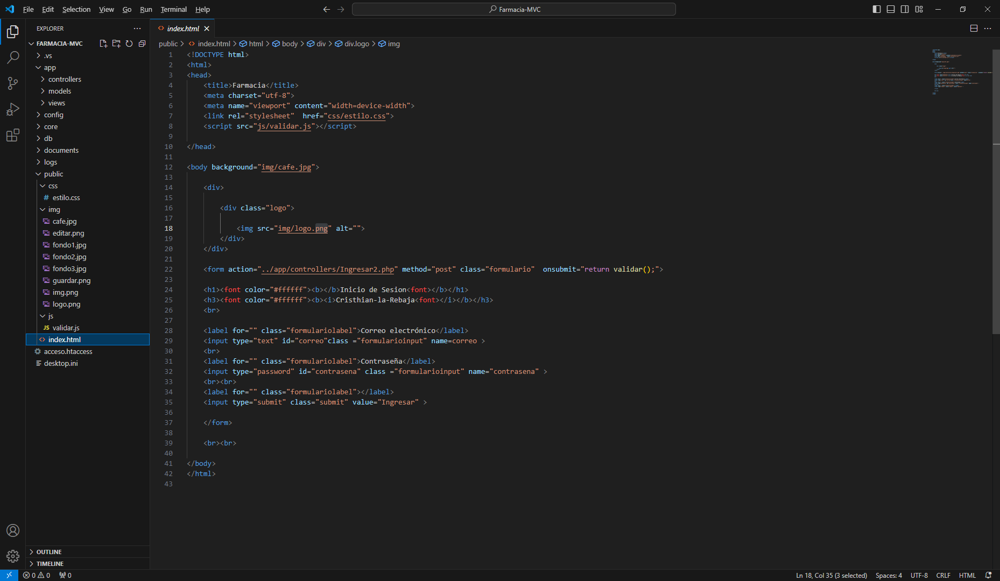 File Edit Selection View Go Run Terminal Help
Farmacia-MVC
EXPLORER
FARMACIA-MVC
.vs
app
controllers
models
views
config
core
db
documents
logs
public
css
# estilo.css
img
cafe.jpg
editar.png
fondo1.jpg
fondo2.jpg
fondo3.jpg
guardar.png
img.png
logo.png
js
JS validar.js
<> index.html
acceso.htaccess
desktop.ini
OUTLINE
TIMELINE
<> index.html
public > <> index.html > html > body > div > div.logo > img
1 <!DOCTYPE html>
2 <html>
3 <head>
4 <title>Farmacia</title>
5 <meta charset="utf-8">
6 <meta name="viewport" content="width=device-width">
7 <link rel="stylesheet"  href="css/estilo.css">
8 <script src="js/validar.js"></script>
9
10 </head>
11
12 <body background="img/cafe.jpg">
13
14 <div>
15
16 <div class="logo">
17
18 <img src="img/logo.png" alt="">
19 </div>
20 </div>
21
22 <form action="../app/controllers/Ingresar2.php" method="post" class="formulario"  onsubmit="return validar();">
23
24 <h1><font color="#ffffff"><b></b>Inicio de Sesion<font></b></h1>
25 <h3><font color="#ffffff"><b><i>Cristhian-la-Rebaja<font></i></b></h3>
26 <br>
27
28 <label for="" class="formulariolabel">Correo electrónico</label>
29 <input type="text" id="correo"class ="formularioinput" name=correo >
30 <br>
31 <label for="" class="formulariolabel">Contraseña</label>
32 <input type="password" id="contrasena" class ="formularioinput" name="contrasena" >
33 <br><br>
34 <label for="" class="formulariolabel"></label>
35 <input type="submit" class="submit" value="Ingresar" >
36
37 </form>
38
39 <br><br>
40
41 </body>
42 </html>
43
0 0 0
Ln 18, Col 35 (3 selected) Spaces: 4 UTF-8 CRLF HTML